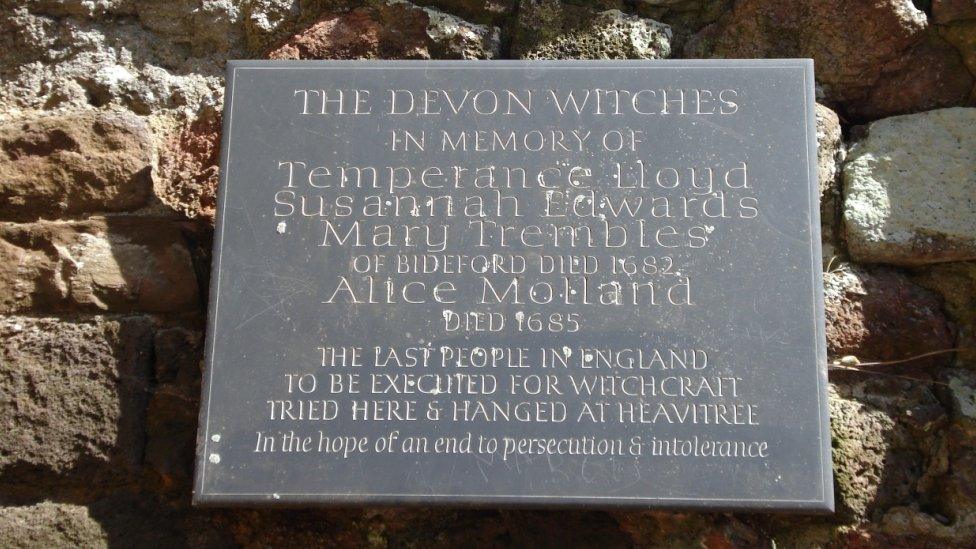 THE DEVON WITCHES
IN MEMORY OF
Temperance Lloyd
Susannah Edwards
Mary Trembles
OF BIDEFORD DIED 1682
Alice Molland
DIED 1685
THE LAST PEOPLE IN ENGLAND
TO BE EXECUTED FOR WITCHCRAFT
TRIED HERE & HANGED AT HEAVITREE
In the hope of an end to persecution & intolerance